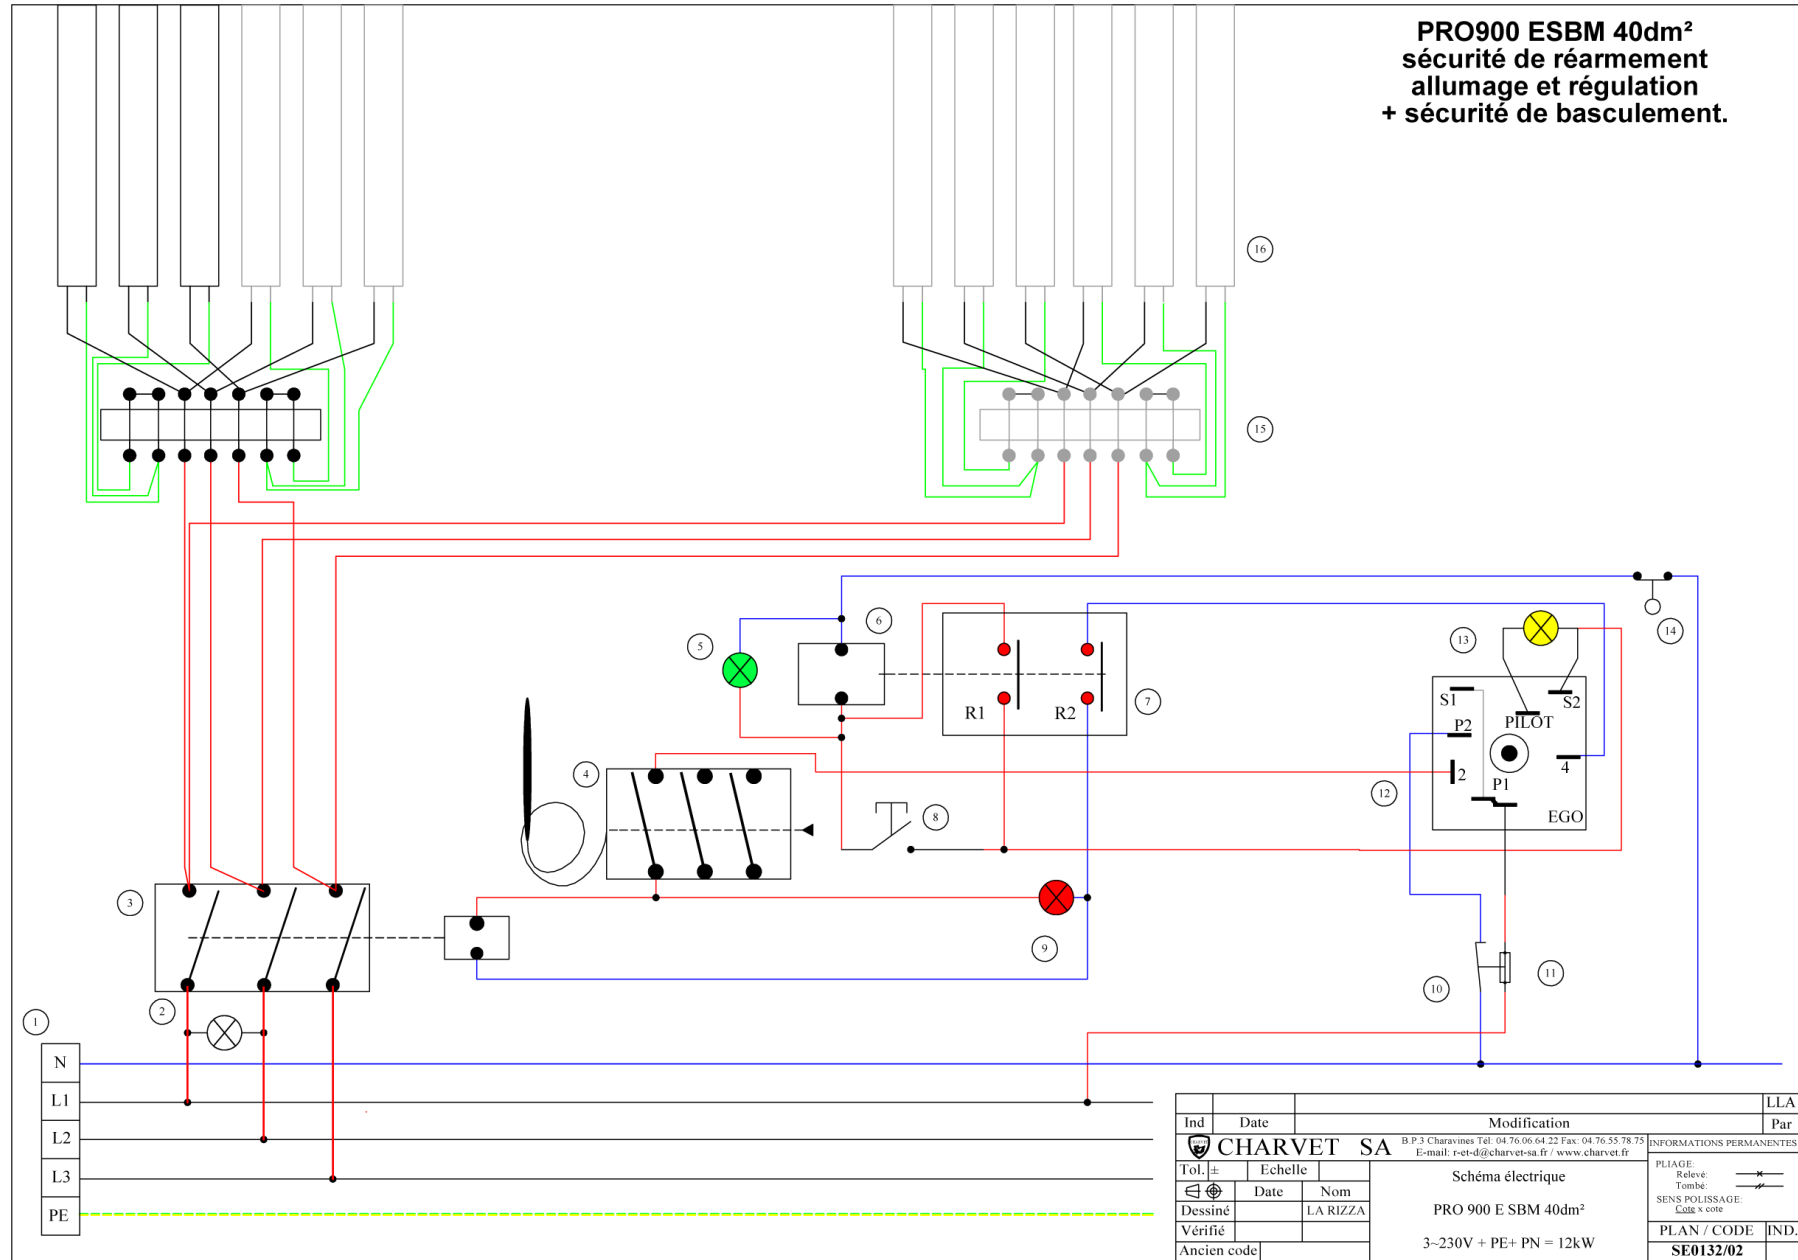 PRO900 ESBM 40dm²
sécurité de réarmement
allumage et régulation
+ sécurité de basculement.
16
15
14
13
6
5
7
R1
R2
S1
S2
PILOT
P2
4
2
P1
EGO
4
12
8
3
9
10
11
2
1
N
L1
L2
L3
PE
LLA
Ind Date Modification Par
CHARVET SA
B.P.3 Charavines Tél: 04.76.06.64.22 Fax: 04.76.55.78.75
E-mail: r-et-d@charvet-sa.fr / www.charvet.fr
INFORMATIONS PERMANENTES
Tol. ± Echelle
Date Nom
Dessiné LA RIZZA
Vérifié
Ancien code
Schéma électrique
PRO 900 E SBM 40dm²
3~230V + PE+ PN = 12kW
PLIAGE:
Relevé:
Tombé:
SENS POLISSAGE:
Cote x cote
PLAN / CODE IND.
SE0132/02